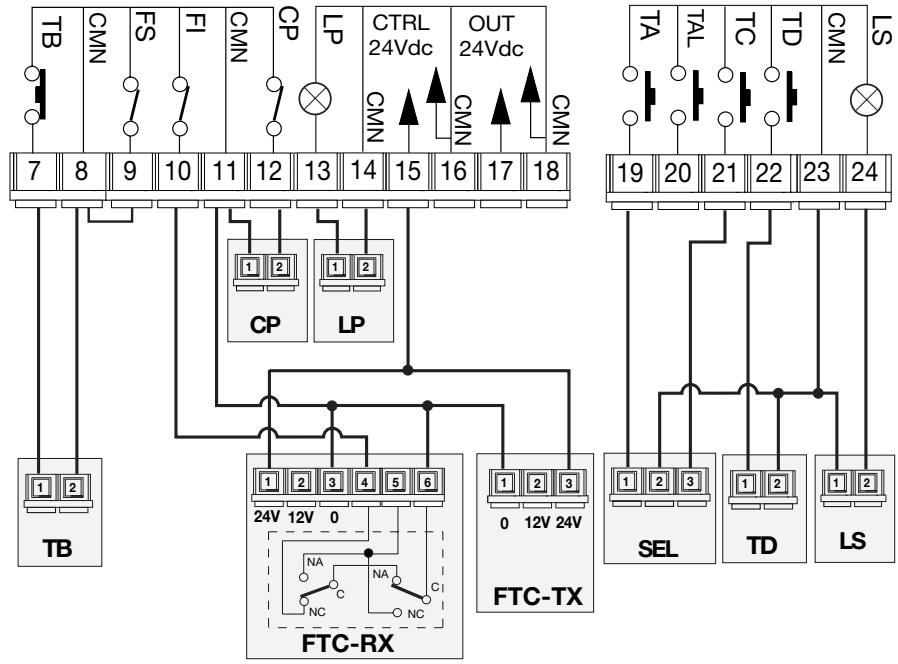 TB CMN FS FI CMN CP LP CTRL 24Vdc CMN OUT 24Vdc CMN CMN
TA TAL TC TD CMN LS
7 8 9 10 11 12 13 14 15 16 17 18
19 20 21 22 23 24
1 2
CP
1 2
LP
1 2
TB
1 2 3 4 5 6
24V 12V 0
NA
C
NC
NA
C
NC
FTC-RX
1 2 3
0 12V 24V
FTC-TX
1 2 3
SEL
1 2
TD
1 2
LS